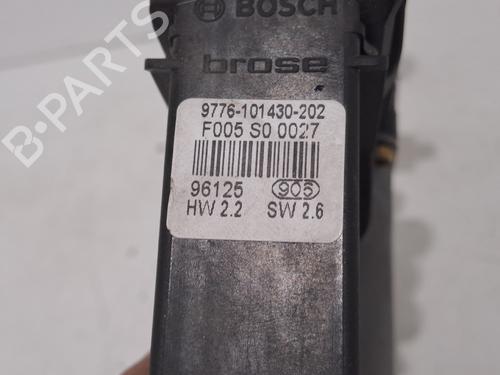 BOSCH
brose
9776-101430-202
F005 S0 0027
96125 905
HW 2.2 SW 2.6
B-PARTS